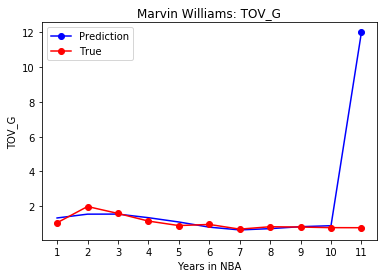 Marvin Williams: TOV_G
Prediction
True
12
10
8
6
4
2
TOV_G
1 2 3 4 5 6 7 8 9 10 11
Years in NBA